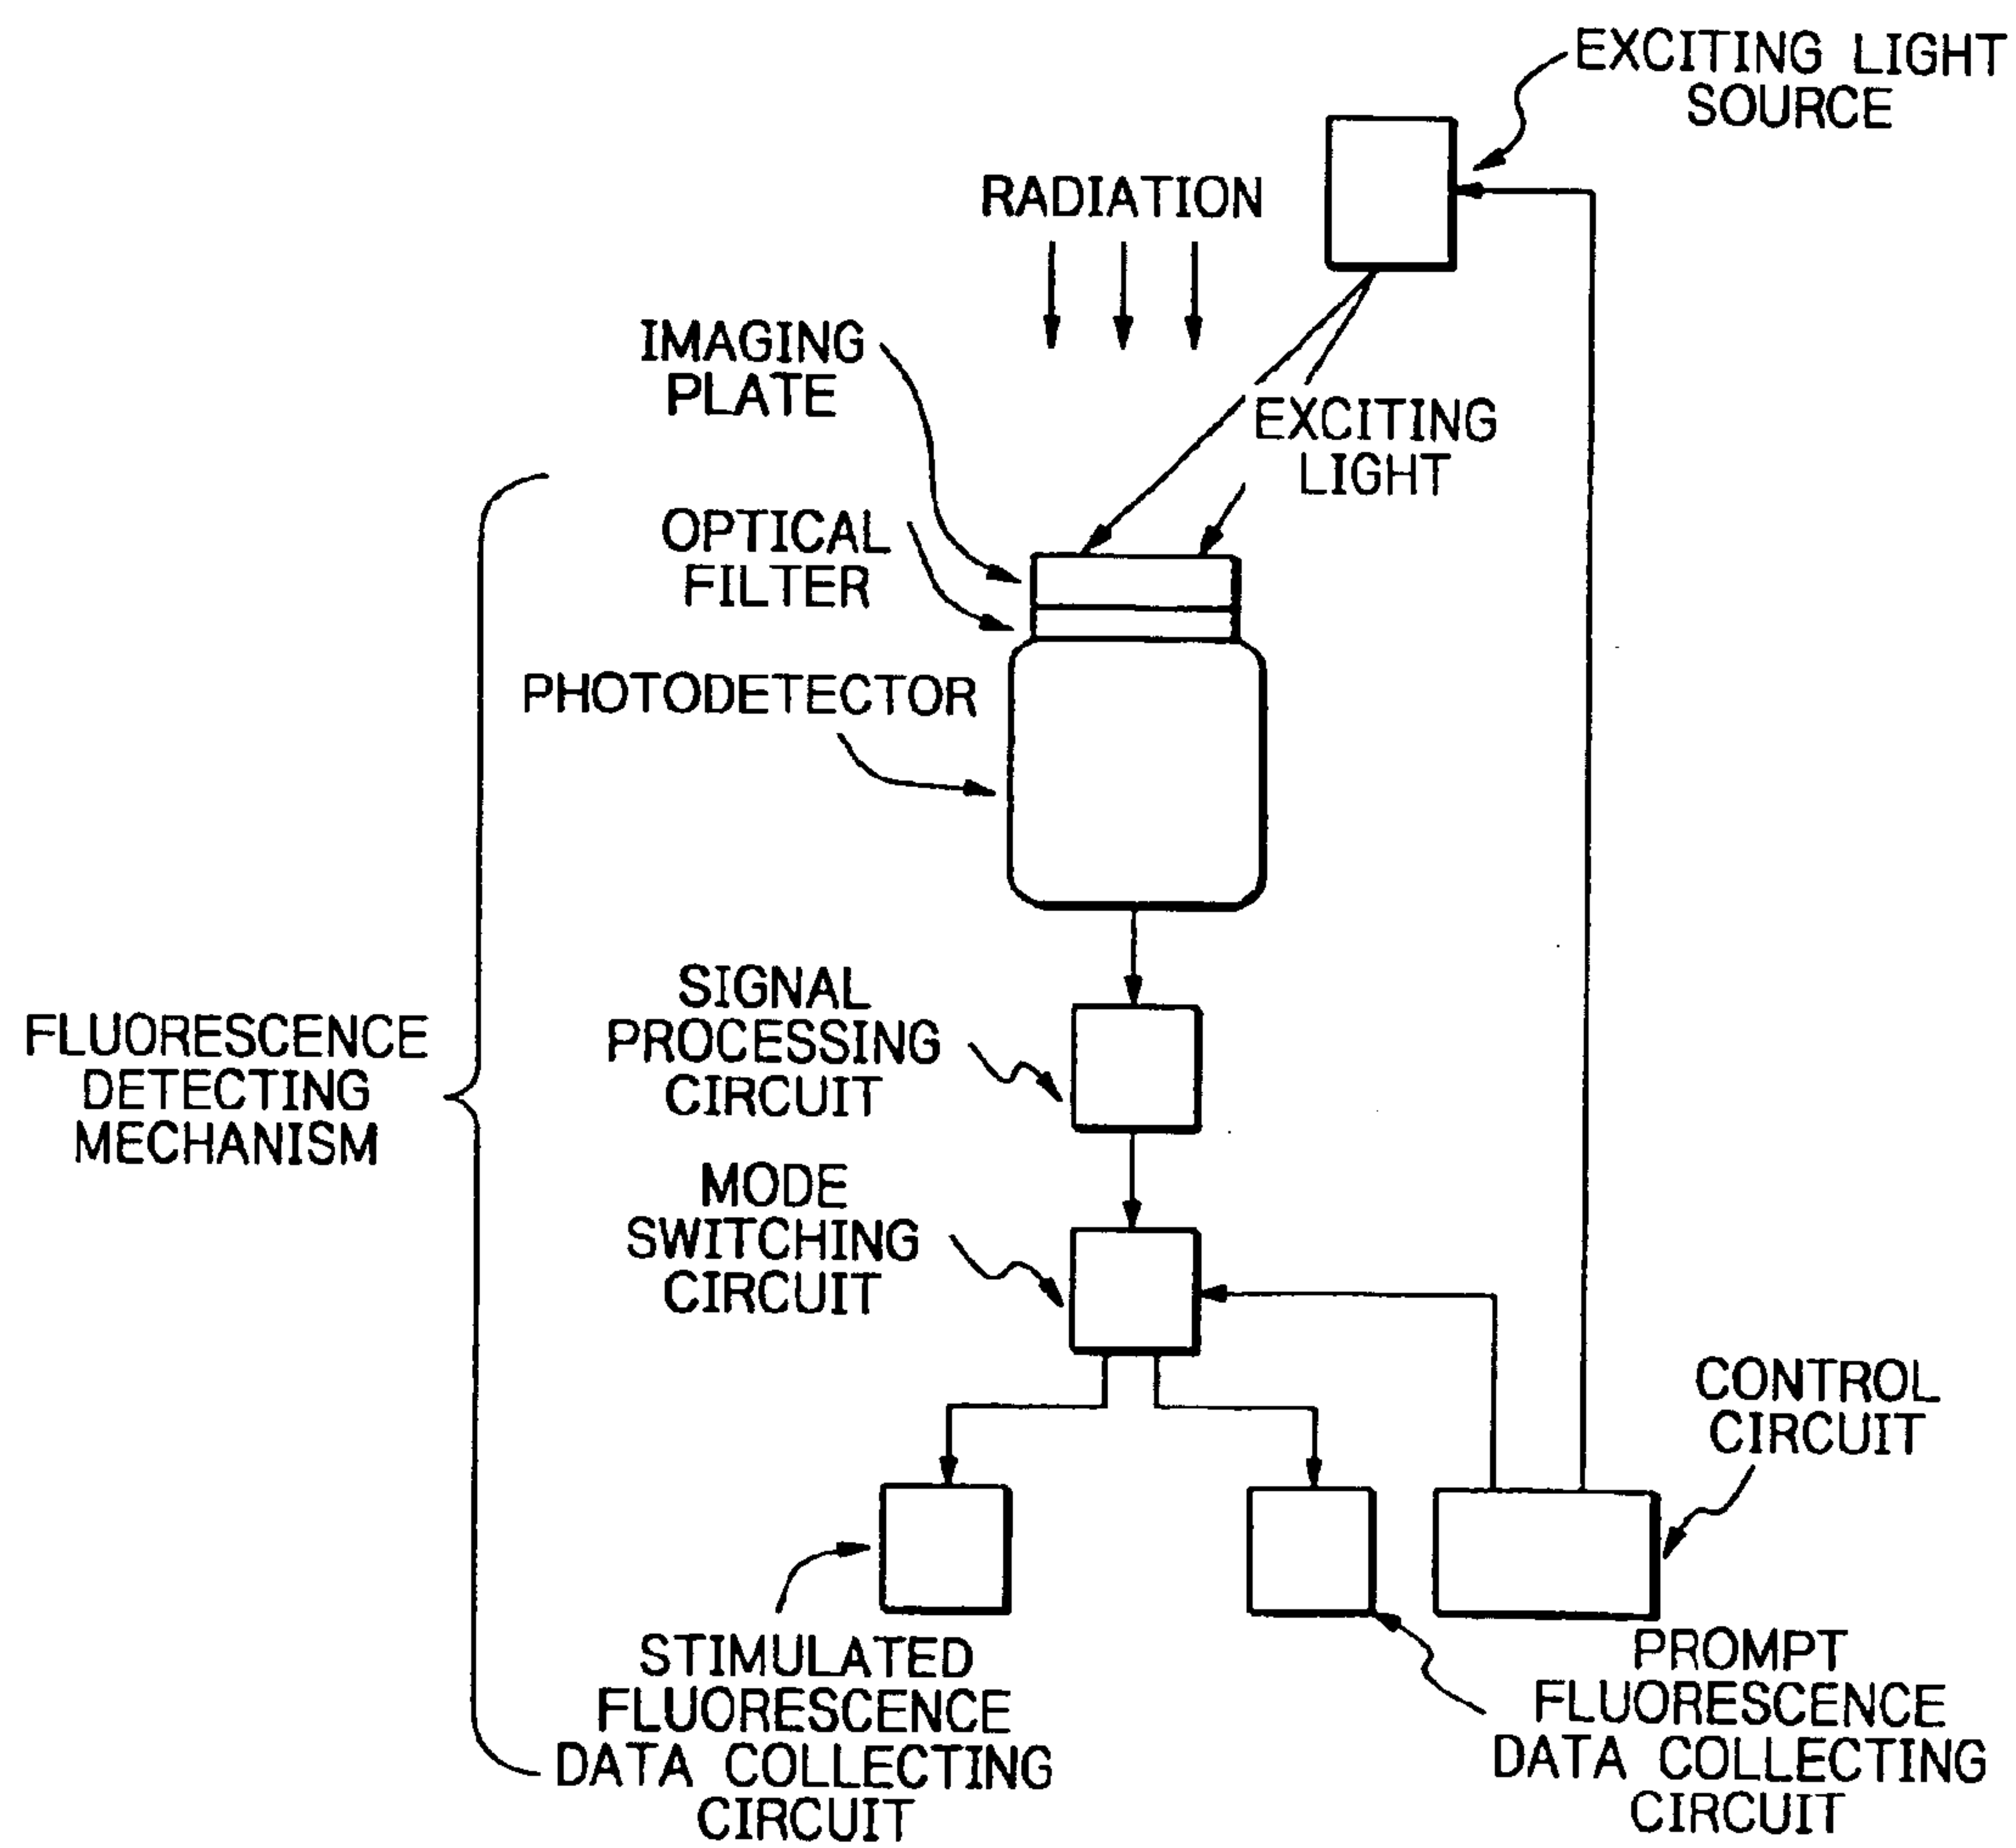 EXCITING LIGHT
SOURCE
RADIATION
IMAGING
PLATE
EXCITING
LIGHT
OPTICAL
FILTER
PHOTODETECTOR
SIGNAL
PROCESSING
CIRCUIT
FLUORESCENCE
DETECTING
MECHANISM
MODE
SWITCHING
CIRCUIT
CONTROL
CIRCUIT
STIMULATED
FLUORESCENCE
DATA COLLECTING
CIRCUIT
PROMPT
FLUORESCENCE
DATA COLLECTING
CIRCUIT